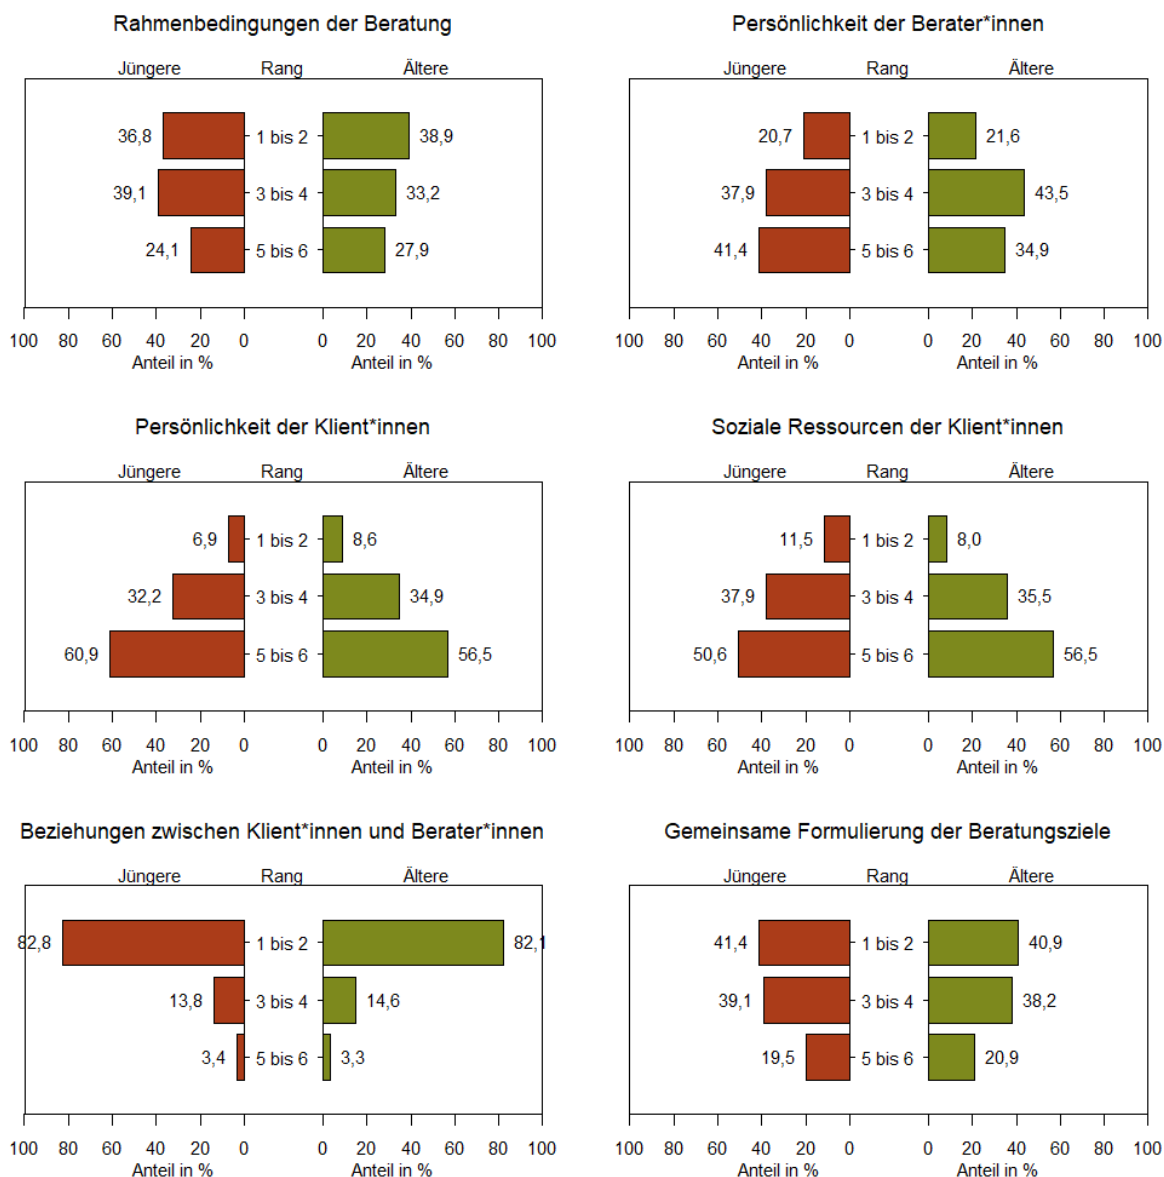 Rahmenbedingungen der Beratung
Jüngere Rang Ältere
36,8 1 bis 2 38,9
39,1 3 bis 4 33,2
24,1 5 bis 6 27,9
100 80 60 40 20 0 0 20 40 60 80 100
Anteil in % Anteil in %
Persönlichkeit der Berater*innen
Jüngere Rang Ältere
20,7 1 bis 2 21,6
37,9 3 bis 4 43,5
41,4 5 bis 6 34,9
100 80 60 40 20 0 0 20 40 60 80 100
Anteil in % Anteil in %
Persönlichkeit der Klient*innen
Jüngere Rang Ältere
6,9 1 bis 2 8,6
32,2 3 bis 4 34,9
60,9 5 bis 6 56,5
100 80 60 40 20 0 0 20 40 60 80 100
Anteil in % Anteil in %
Soziale Ressourcen der Klient*innen
Jüngere Rang Ältere
11,5 1 bis 2 8,0
37,9 3 bis 4 35,5
50,6 5 bis 6 56,5
100 80 60 40 20 0 0 20 40 60 80 100
Anteil in % Anteil in %
Beziehungen zwischen Klient*innen und Berater*innen
Jüngere Rang Ältere
82,8 1 bis 2 82,1
13,8 3 bis 4 14,6
3,4 5 bis 6 3,3
100 80 60 40 20 0 0 20 40 60 80 100
Anteil in % Anteil in %
Gemeinsame Formulierung der Beratungsziele
Jüngere Rang Ältere
41,4 1 bis 2 40,9
39,1 3 bis 4 38,2
19,5 5 bis 6 20,9
100 80 60 40 20 0 0 20 40 60 80 100
Anteil in % Anteil in %